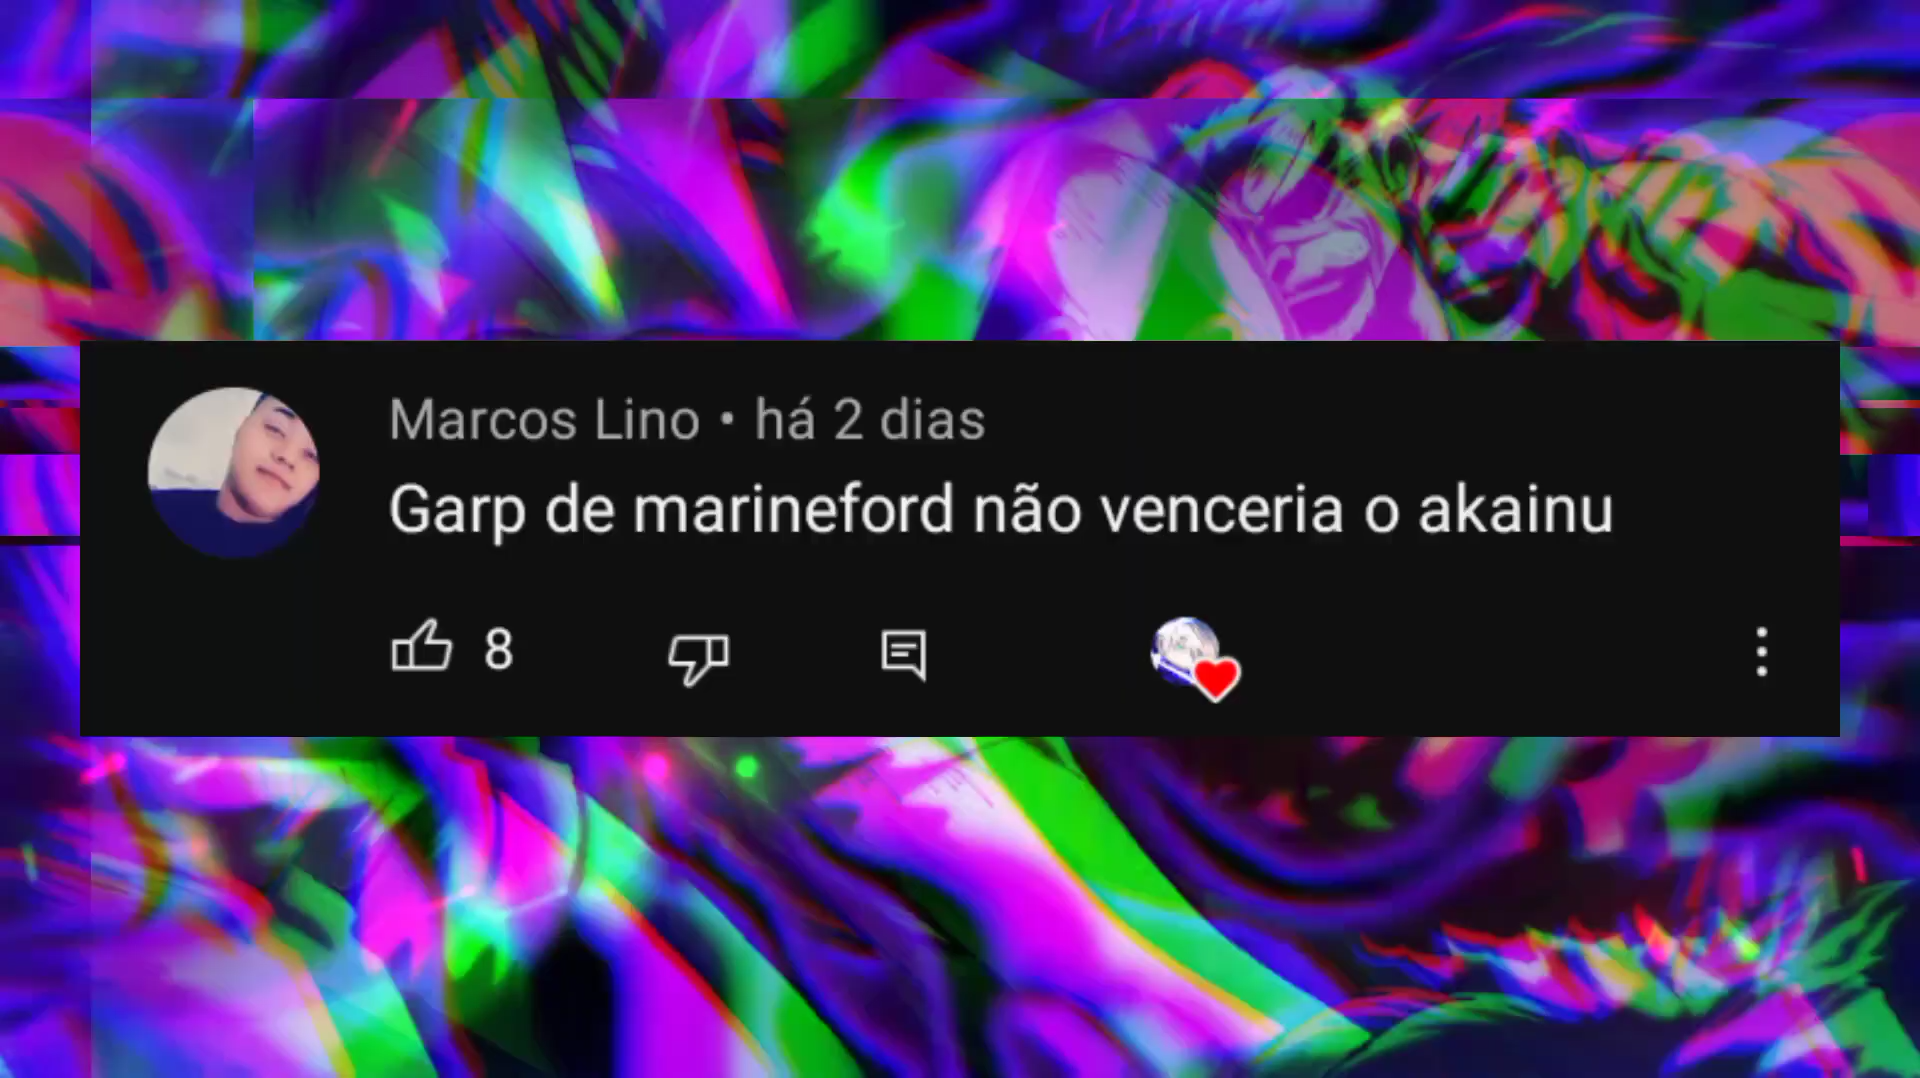 Marcos Lino • há 2 dias
Garp de marineford não venceria o akainu
8